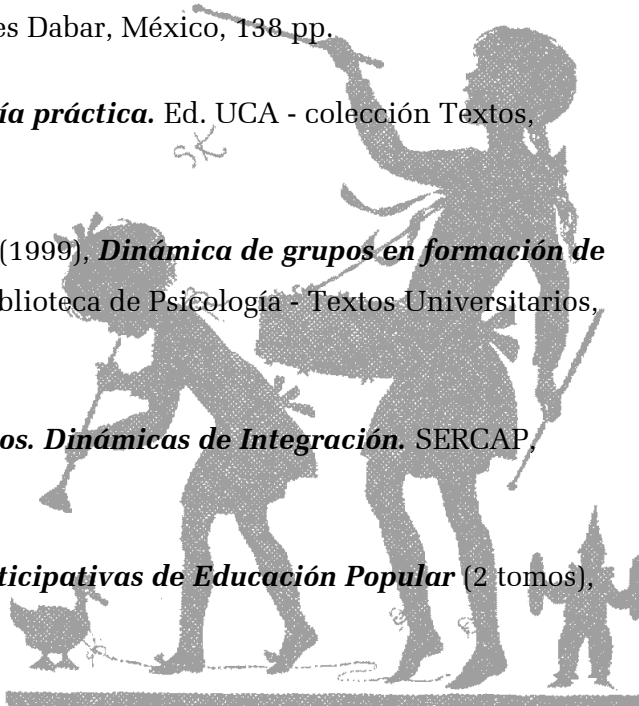 es Dabar, México, 138 pp.
ía práctica. Ed. UCA - colección Textos,
SK
(1999), Dinámica de grupos en formación de
blioteca de Psicología - Textos Universitarios,
os. Dinámicas de Integración. SERCAP,
ticipativas de Educación Popular (2 tomos),